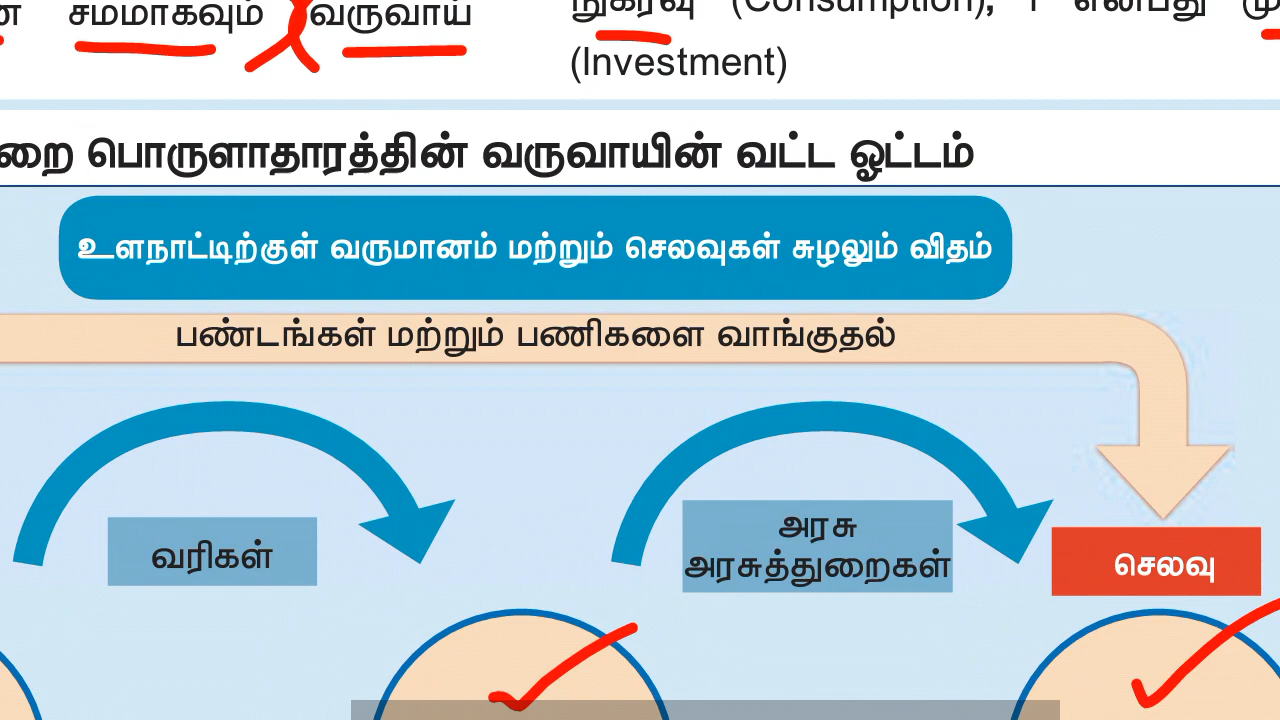 சமமாகவும் வருவாய்
நுகர்வு (Consumption), I என்பது
(Investment)
பொருளாதாரத்தின் வருவாயின் வட்ட ஓட்டம்
உளநாட்டிற்குள் வருமானம் மற்றும் செலவுகள் சுழலும் விதம்
பண்டங்கள் மற்றும் பணிகளை வாங்குதல்
வரிகள்
அரசு
அரசுத்துறைகள்
செலவு